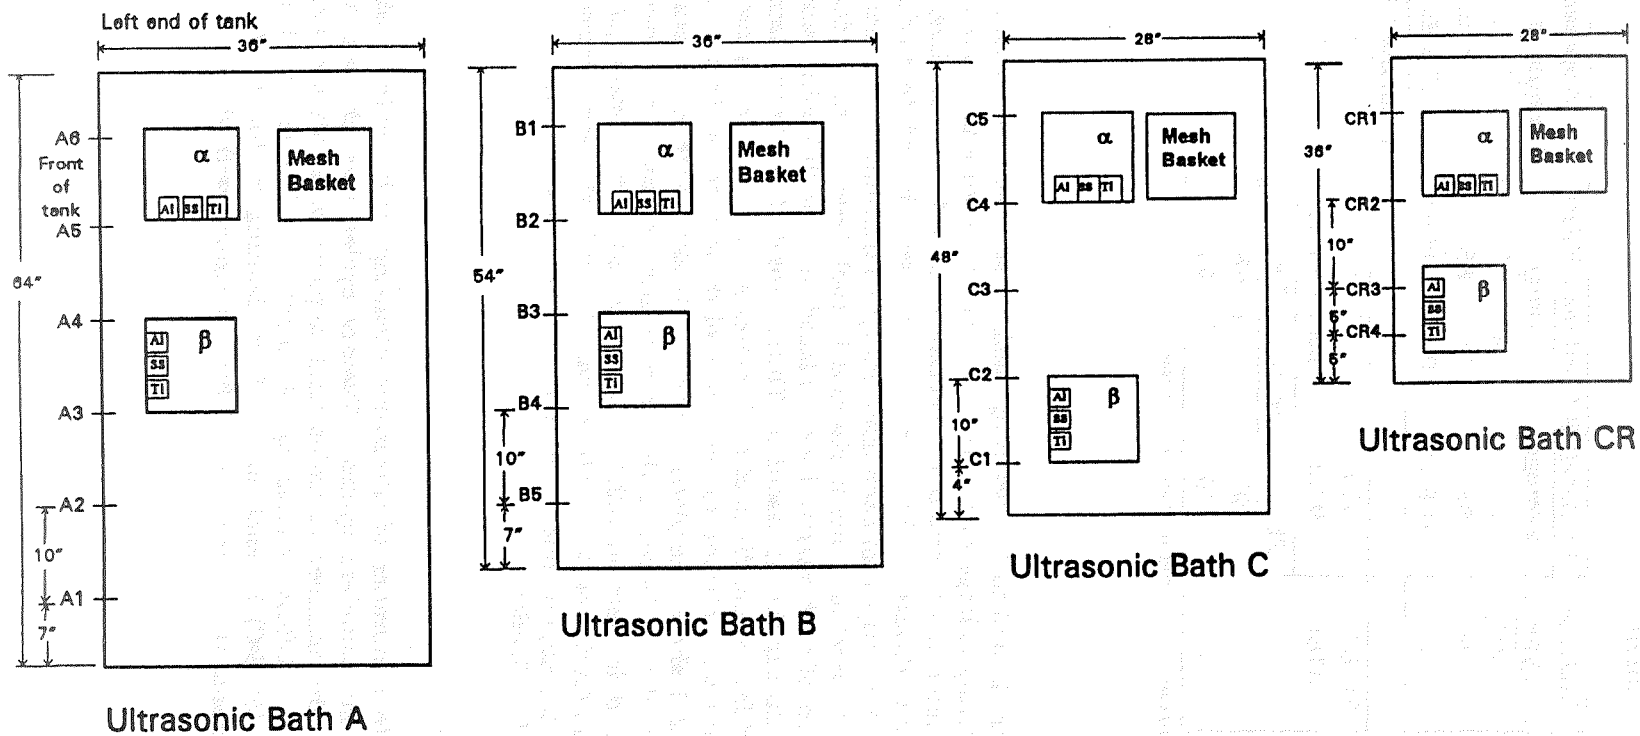 Left end of tank
36"
A6
Front
of
tank
A5
64"
A4
A3
A2
10"
A1
7"
α
Mesh
Basket
Al SS Ti
β
Al
SS
Ti
Ultrasonic Bath A
36"
B1
B2
54"
B3
B4
10"
B5
7"
α
Mesh
Basket
Al SS Ti
β
Al
SS
Ti
Ultrasonic Bath B
28"
C5
C4
48"
C3
C2
10"
C1
4"
α
Mesh
Basket
Al SS Ti
β
Al
SS
Ti
Ultrasonic Bath C
28"
CR1
36"
CR2
10"
CR3
5"
CR4
5"
α
Mesh
Basket
Al SS Ti
β
Al
SS
Ti
Ultrasonic Bath CR